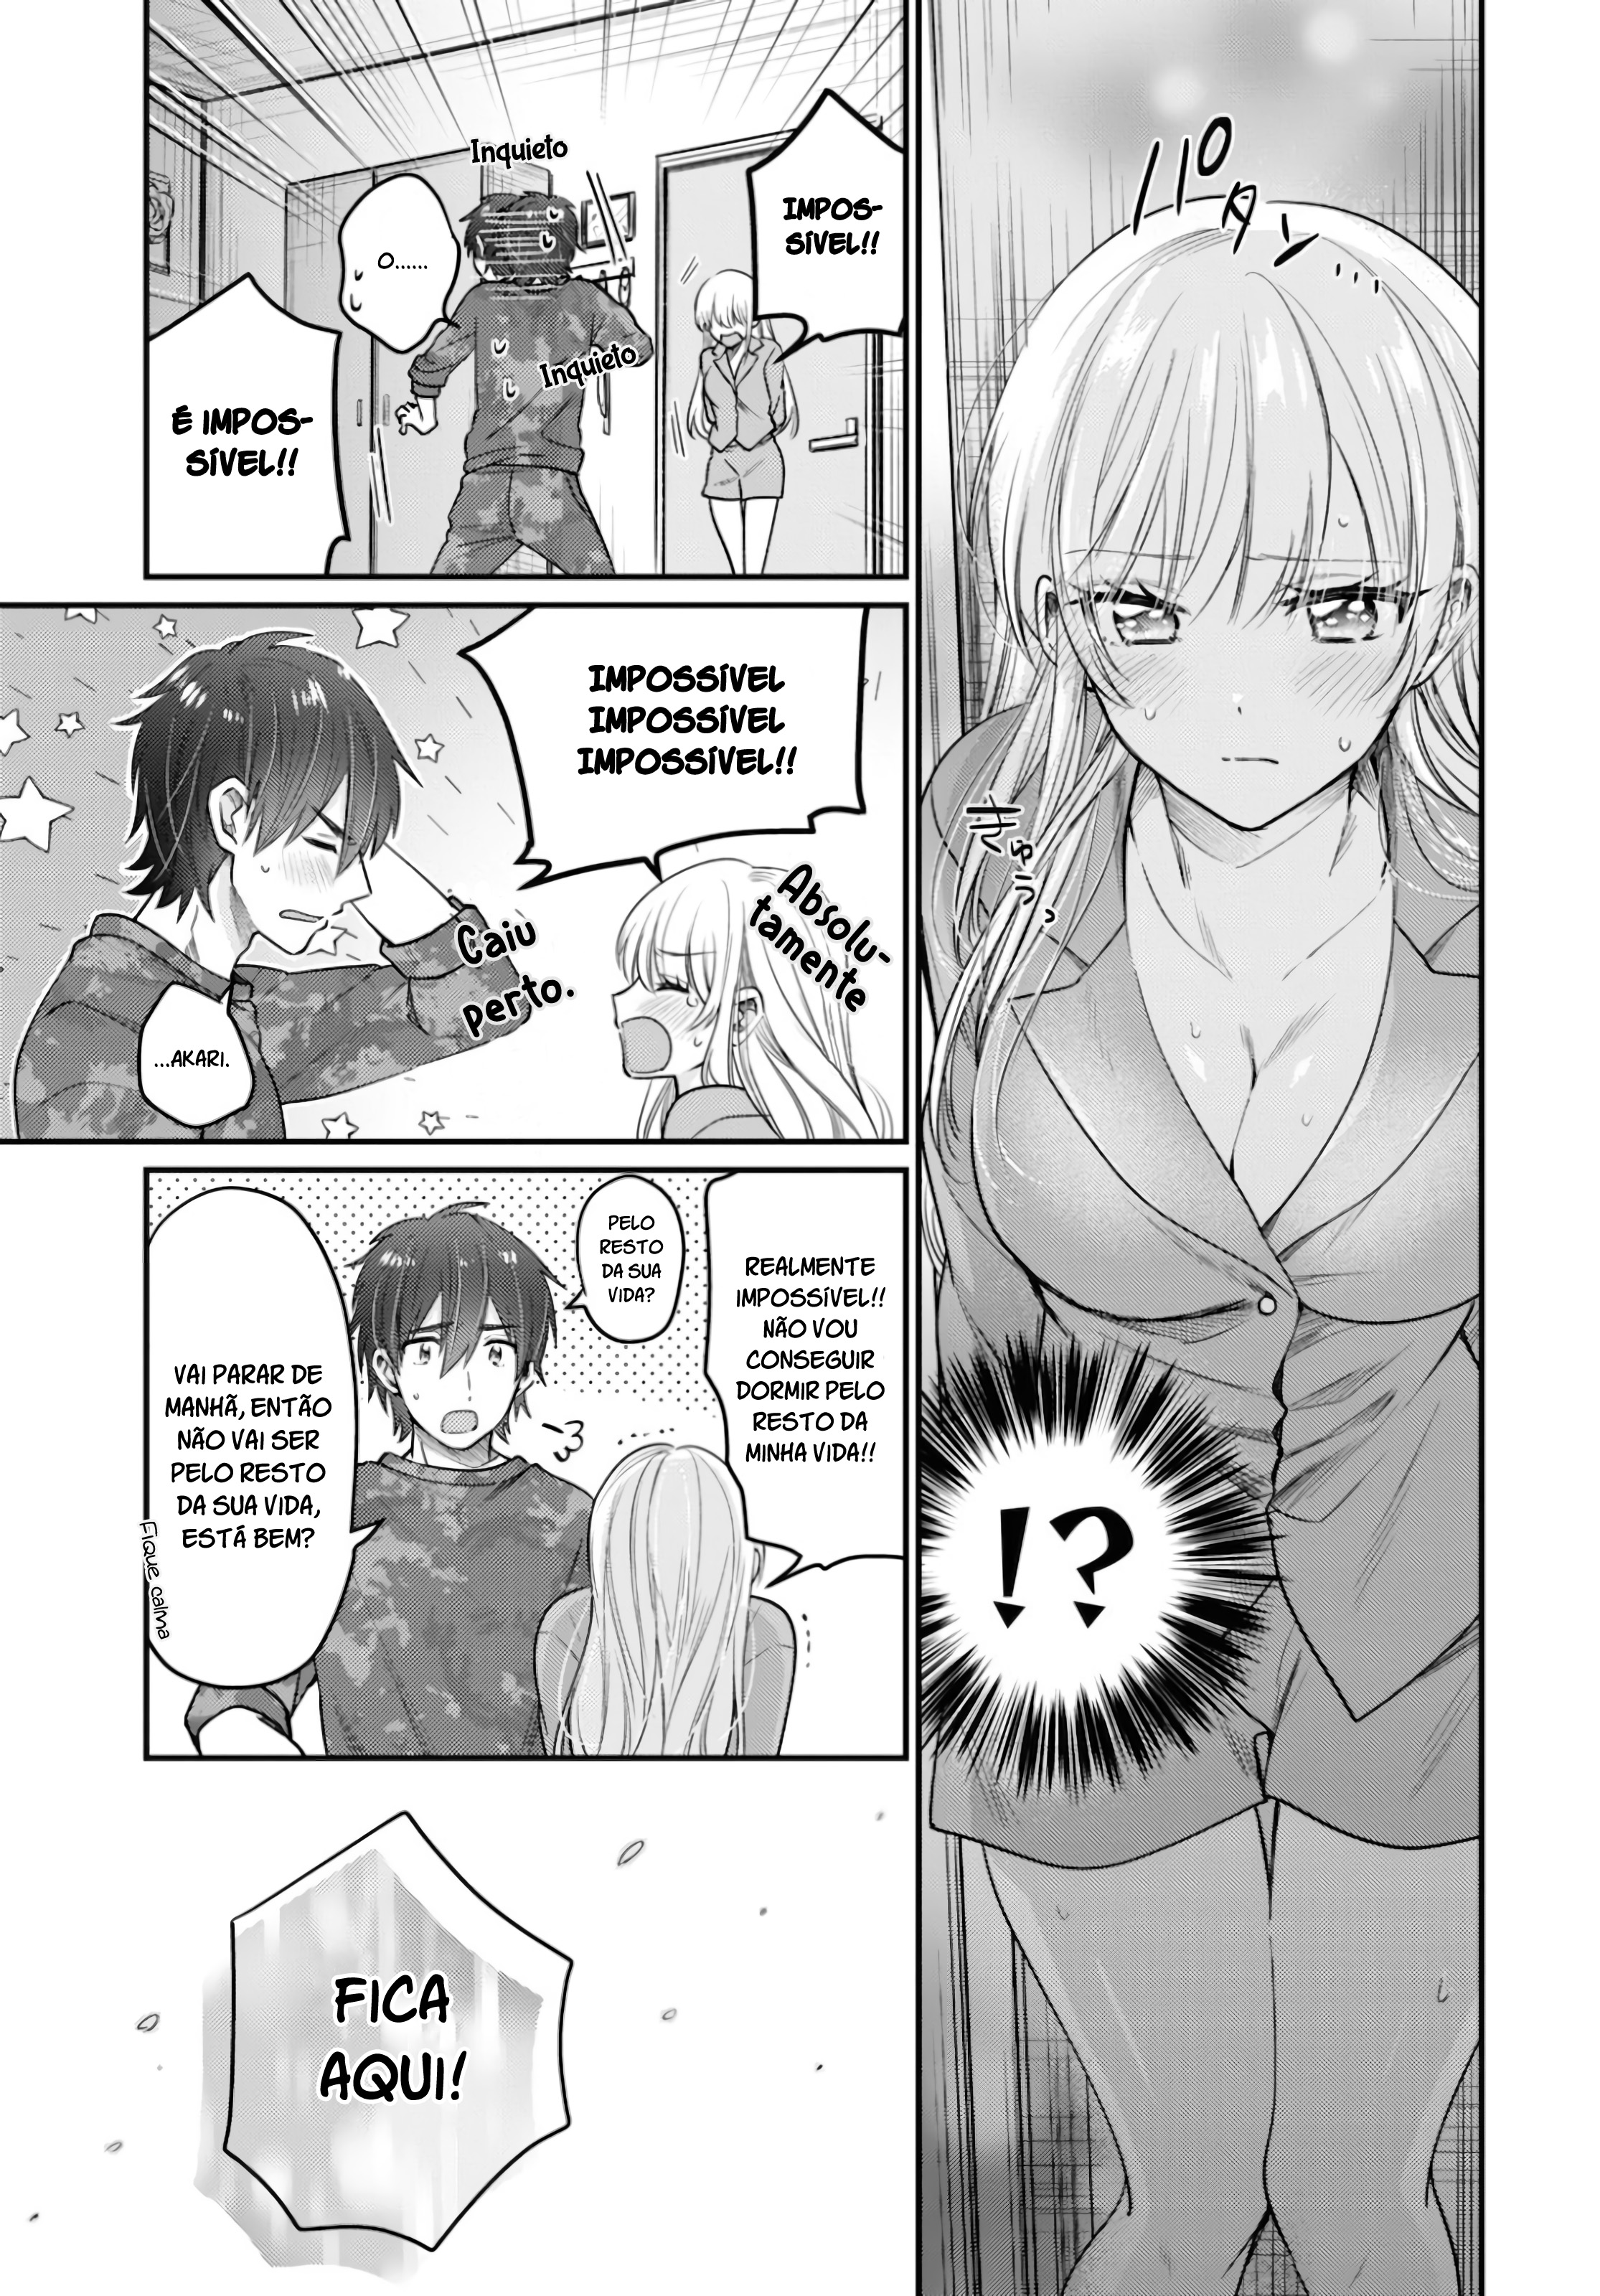 パタン…
きゅうっ
!?
IMPOS-
SÍVEL!!
Inquieto
O......
Inquieto
É IMPOS-
SÍVEL!!
IMPOSSÍVEL
IMPOSSÍVEL
IMPOSSÍVEL!!
Absolu-
tamente
Caiu
perto.
...AKARI.
REALMENTE
IMPOSSÍVEL!!
NÃO VOU
CONSEGUIR
DORMIR PELO
RESTO DA
MINHA VIDA!!
PELO
RESTO
DA SUA
VIDA?
VAI PARAR DE
MANHÃ, ENTÃO
NÃO VAI SER
PELO RESTO
DA SUA VIDA,
ESTÁ BEM?
Fique calma
FICA
AQUI!